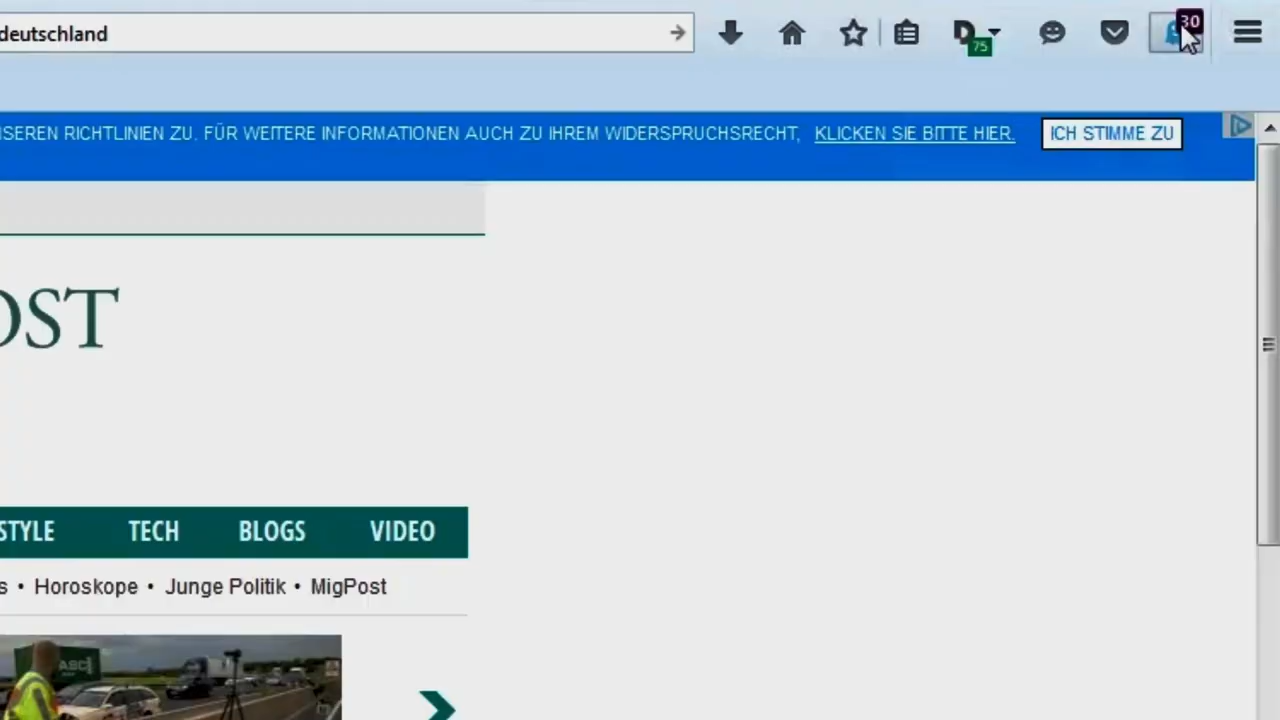 deutschland
30
75
SEREN RICHTLINIEN ZU. FÜR WEITERE INFORMATIONEN AUCH ZU IHREM WIDERSPRUCHSRECHT, KLICKEN SIE BITTE HIER. ICH STIMME ZU
OST
STYLE TECH BLOGS VIDEO
s • Horoskope • Junge Politik • MigPost
ASC